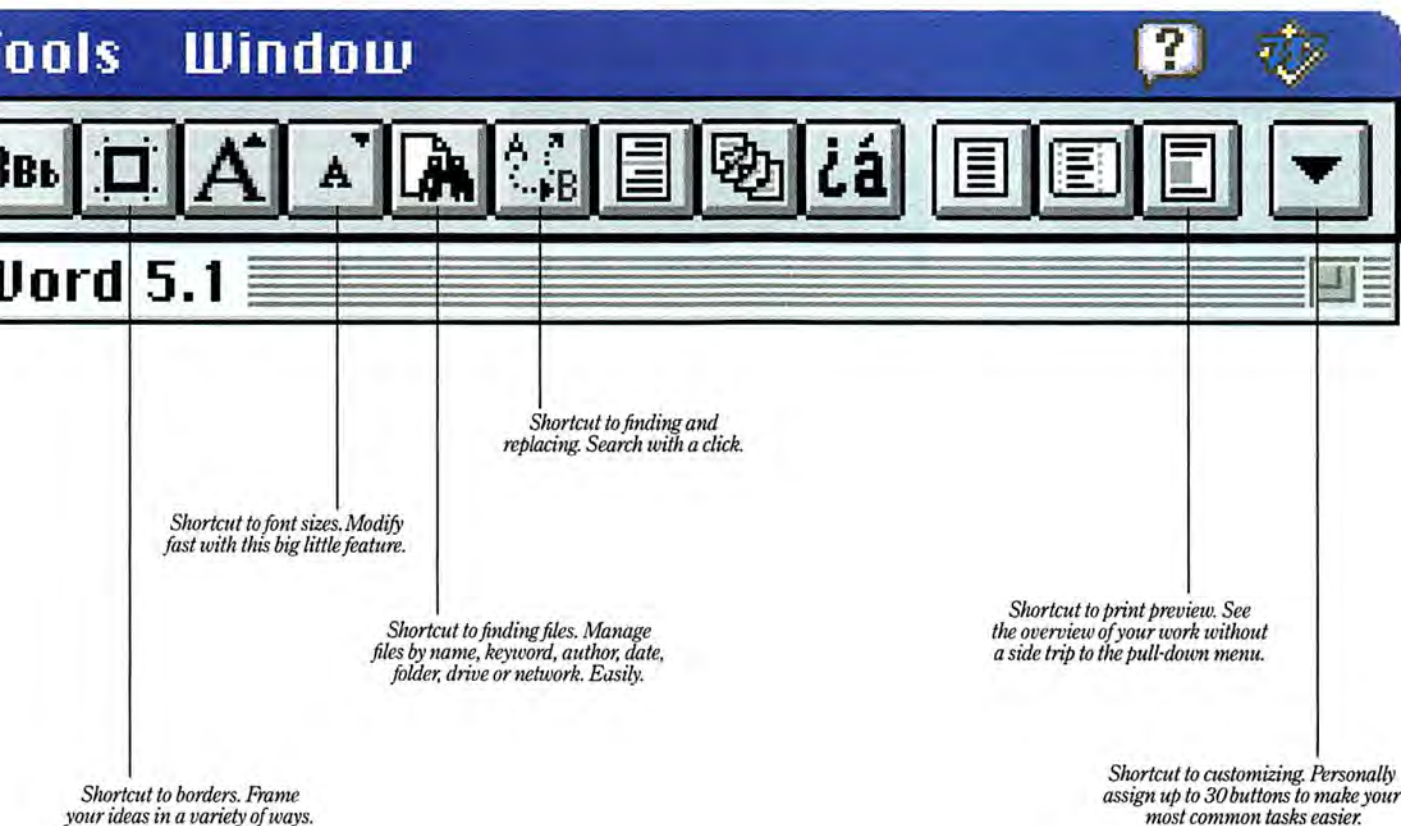 Tools Window
Word 5.1
Shortcut to finding and
replacing. Search with a click.
Shortcut to font sizes. Modify
fast with this big little feature.
Shortcut to finding files. Manage
files by name, keyword, author, date,
folder, drive or network. Easily.
Shortcut to print preview. See
the overview of your work without
a side trip to the pull-down menu.
Shortcut to borders. Frame
your ideas in a variety of ways.
Shortcut to customizing. Personally
assign up to 30 buttons to make your
most common tasks easier.